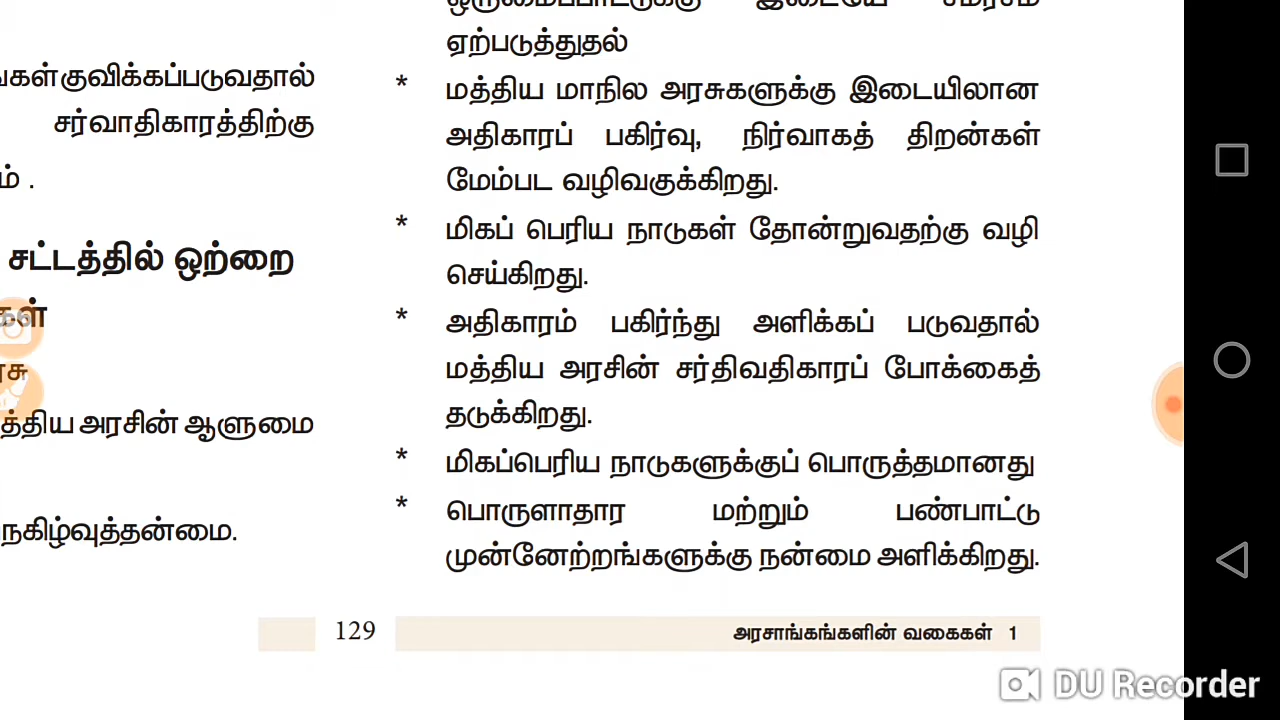 குவிக்கப்படுவதால்
சர்வாதிகாரத்திற்கு
சட்டத்தில் ஒற்றை
அரசின் ஆளுமை
நெகிழ்வுத்தன்மை.
இடையே
ஏற்படுத்துதல்
* மத்திய மாநில அரசுகளுக்கு இடையிலான
அதிகாரப் பகிர்வு, நிர்வாகத் திறன்கள்
மேம்பட வழிவகுக்கிறது.
* மிகப் பெரிய நாடுகள் தோன்றுவதற்கு வழி
செய்கிறது.
* அதிகாரம் பகிர்ந்து அளிக்கப் படுவதால்
மத்திய அரசின் சர்திவதிகாரப் போக்கைத்
தடுக்கிறது.
* மிகப்பெரிய நாடுகளுக்குப் பொருத்தமானது
* பொருளாதார மற்றும் பண்பாட்டு
முன்னேற்றங்களுக்கு நன்மை அளிக்கிறது.
129 அரசாங்கங்களின் வகைகள் 1
DU Recorder